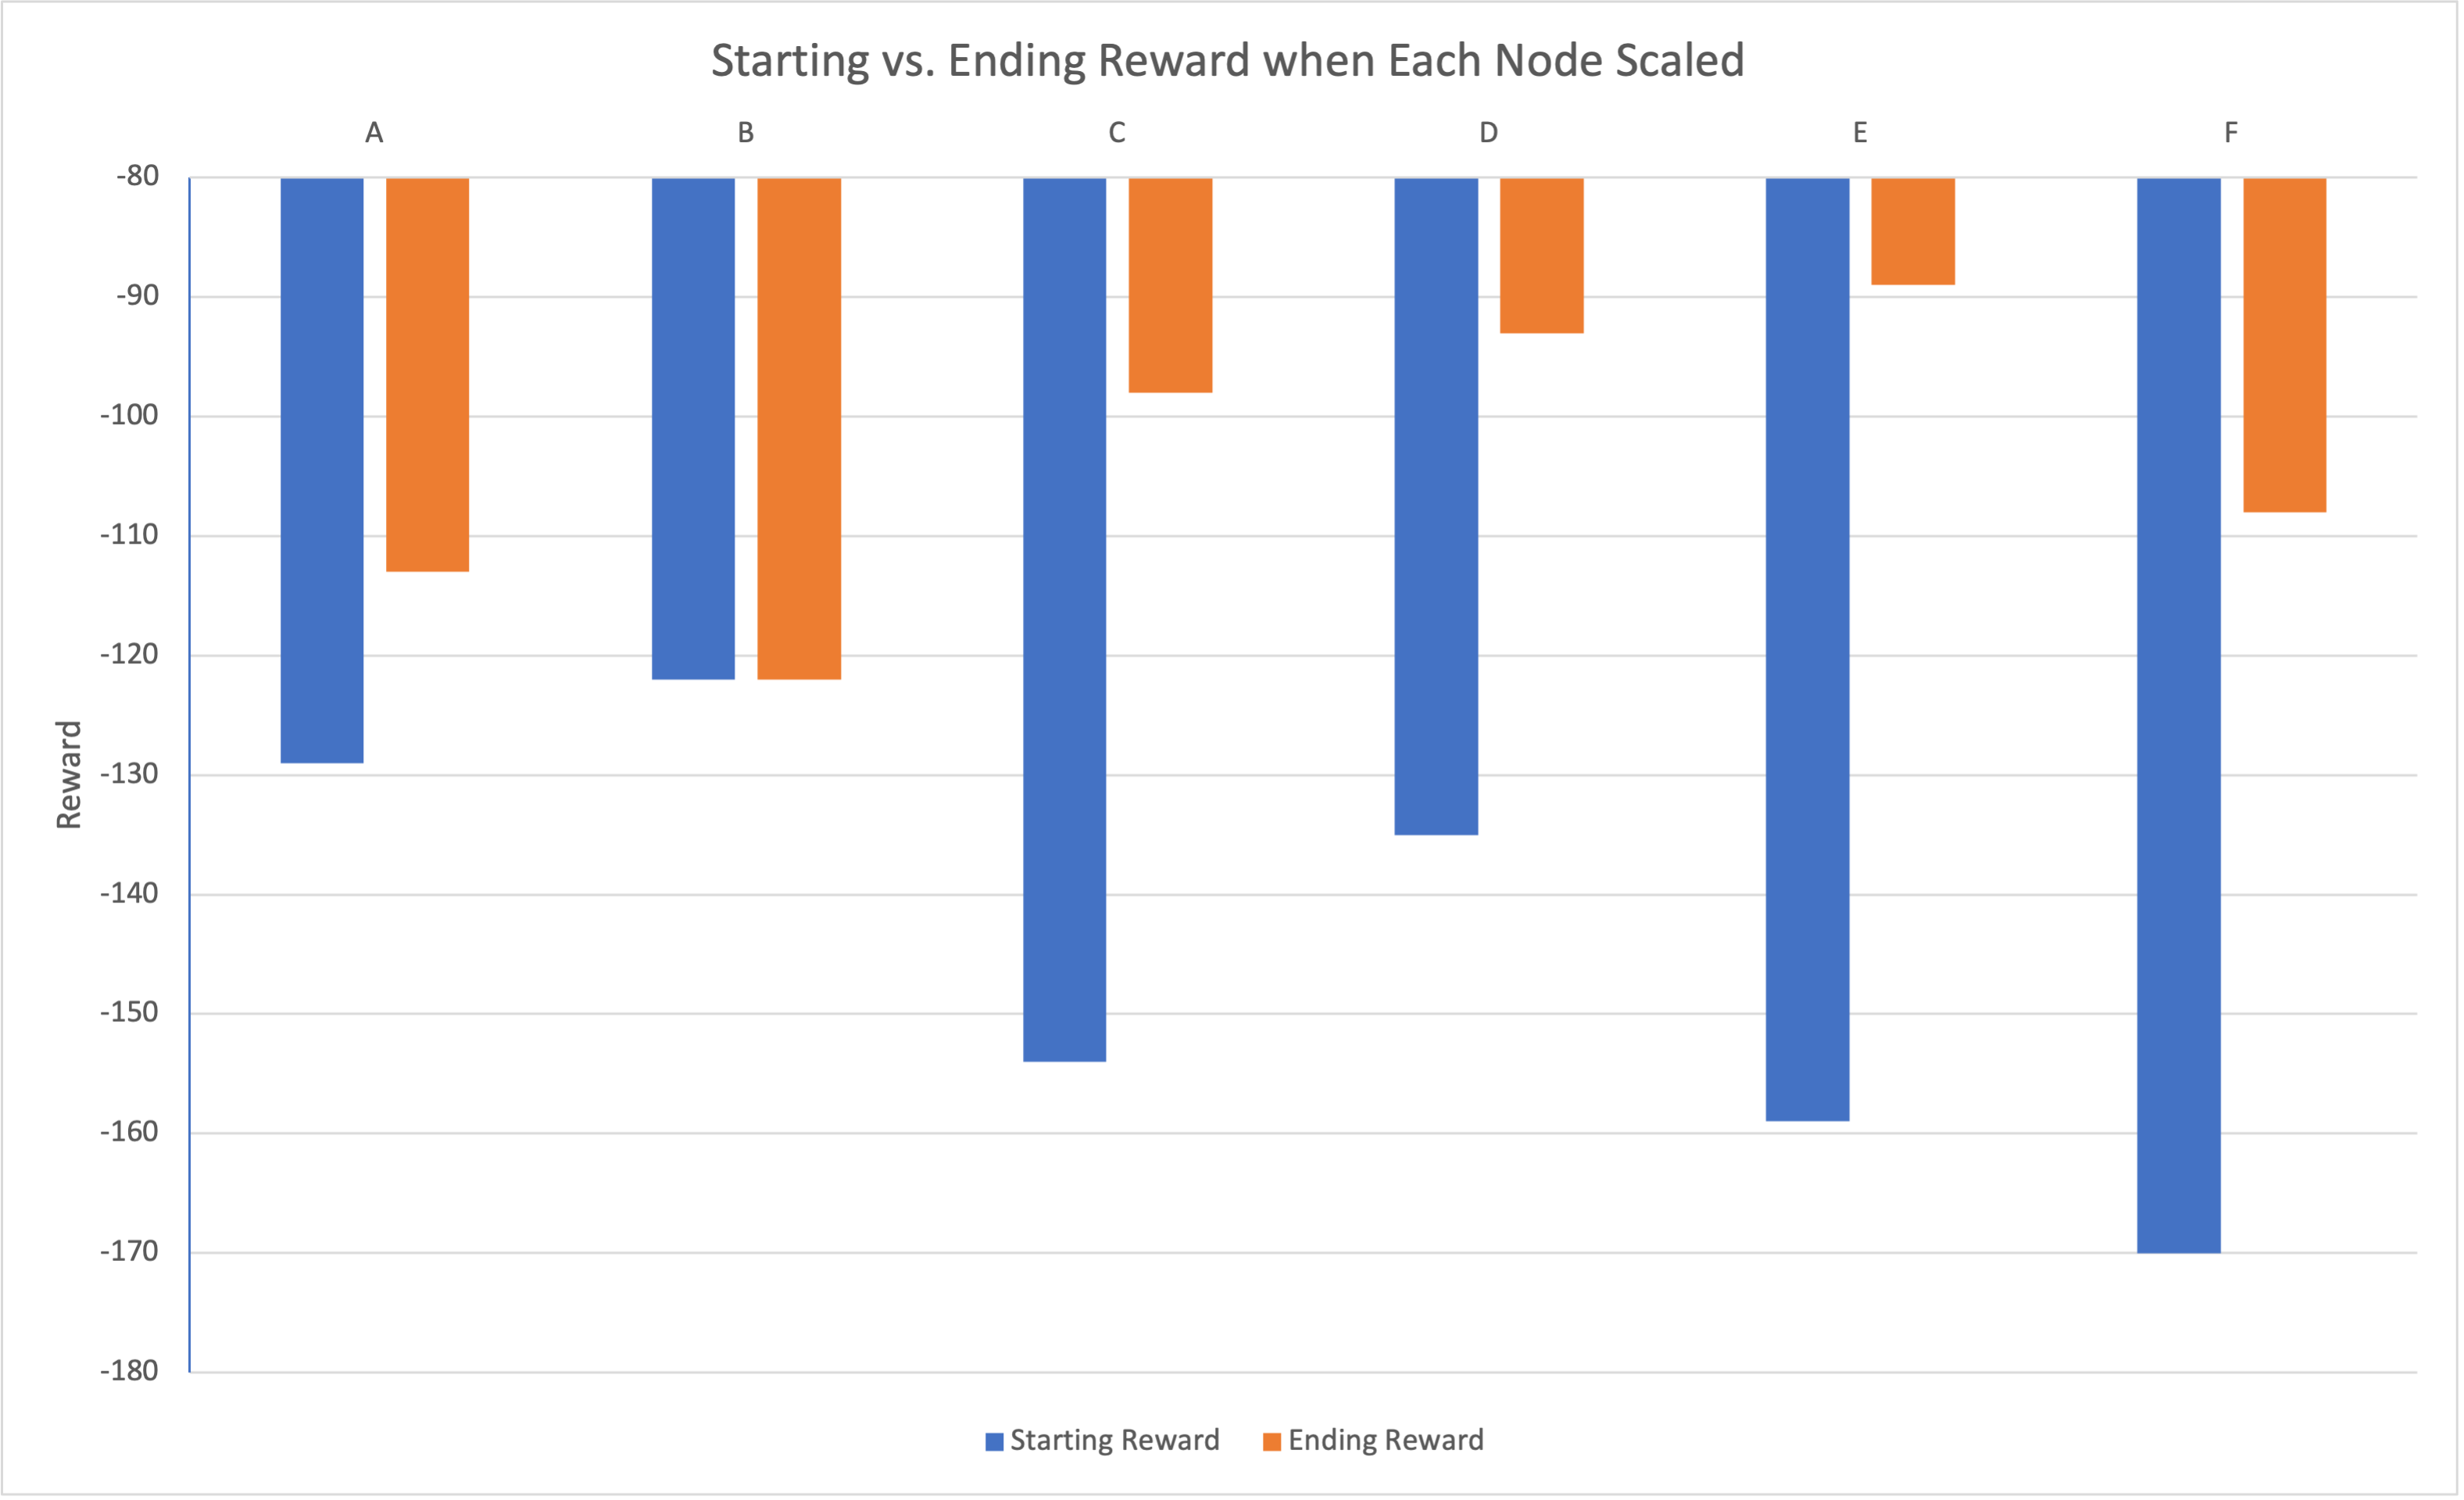 Starting vs. Ending Reward when Each Node Scaled
A B C D E F
-80
-90
-100
-110
-120
-130
-140
-150
-160
-170
-180
Reward
Starting Reward Ending Reward